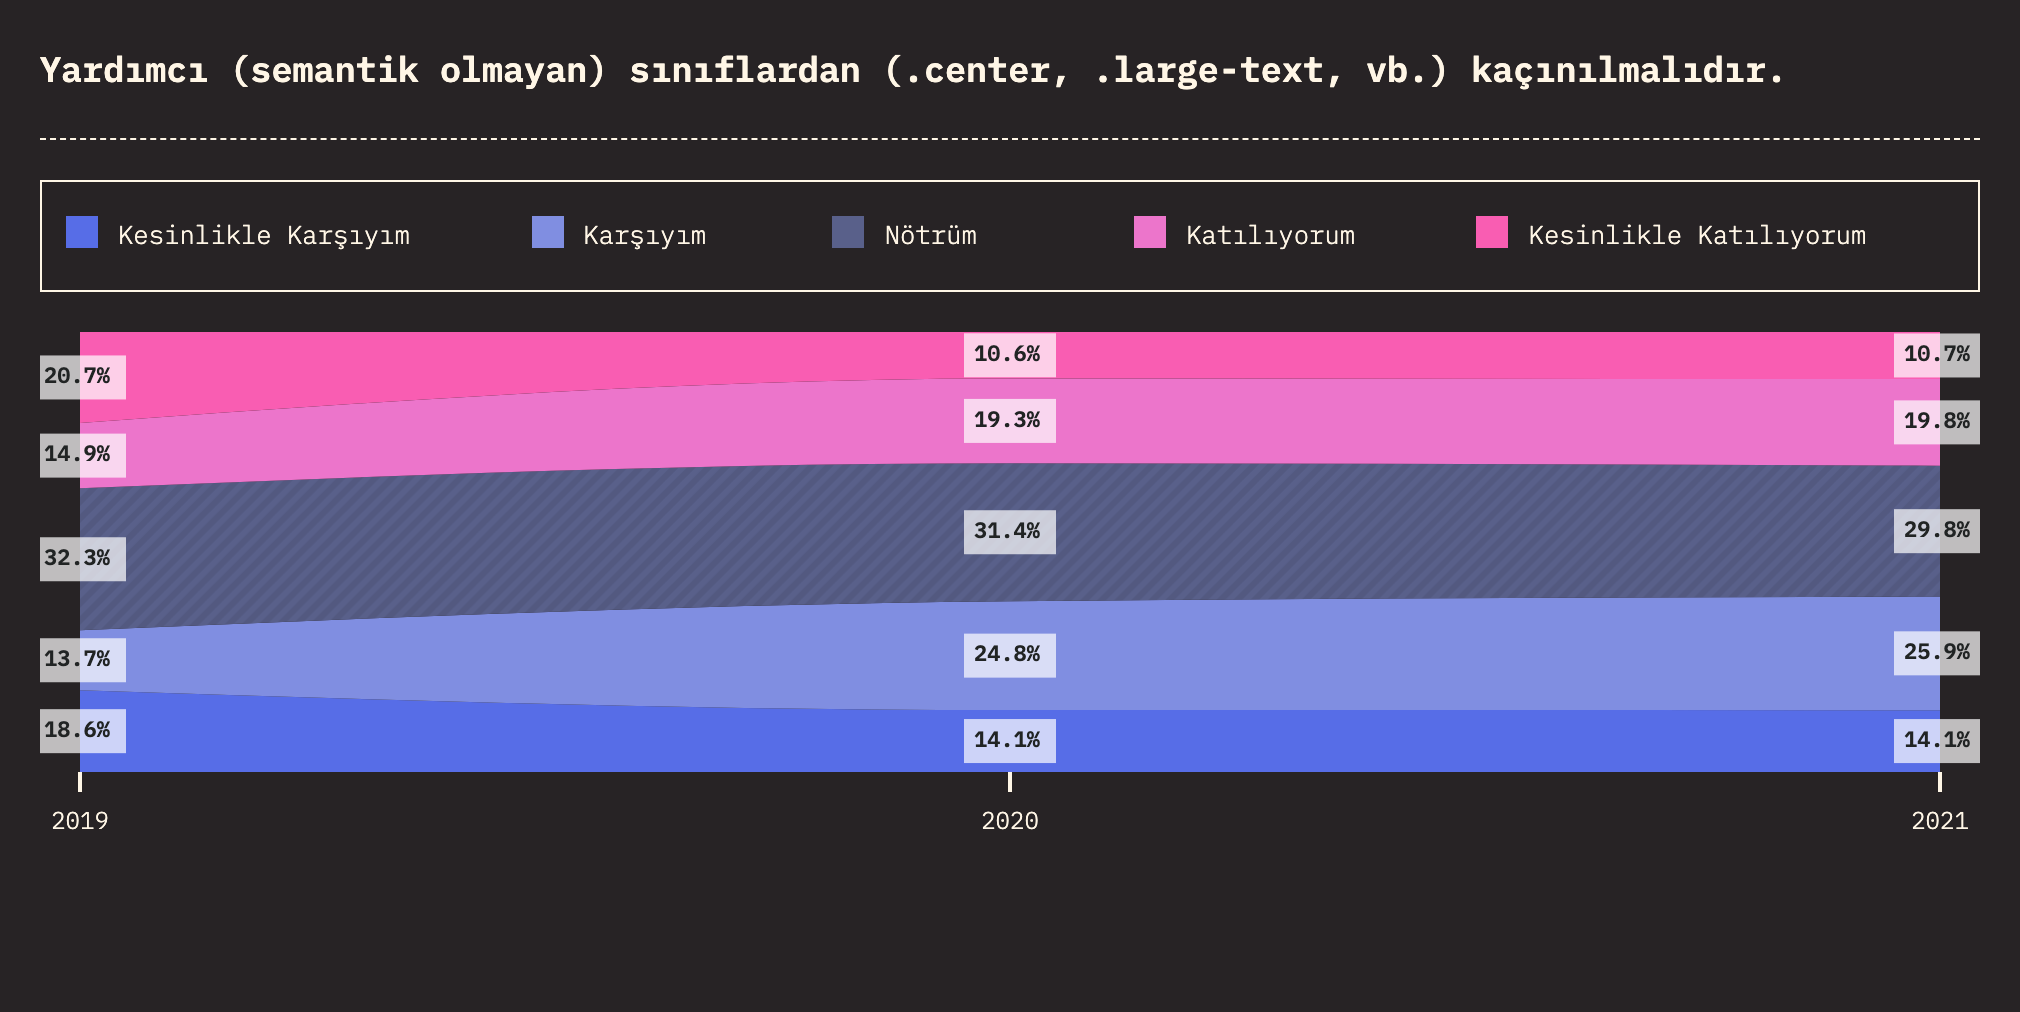 Yardımcı (semantik olmayan) sınıflardan (.center, .large-text, vb.) kaçınılmalıdır.
Kesinlikle Karşıyım Karşıyım Nötrüm Katılıyorum Kesinlikle Katılıyorum
20.7% 10.6% 10.7%
14.9% 19.3% 19.8%
32.3% 31.4% 29.8%
13.7% 24.8% 25.9%
18.6% 14.1% 14.1%
2019 2020 2021